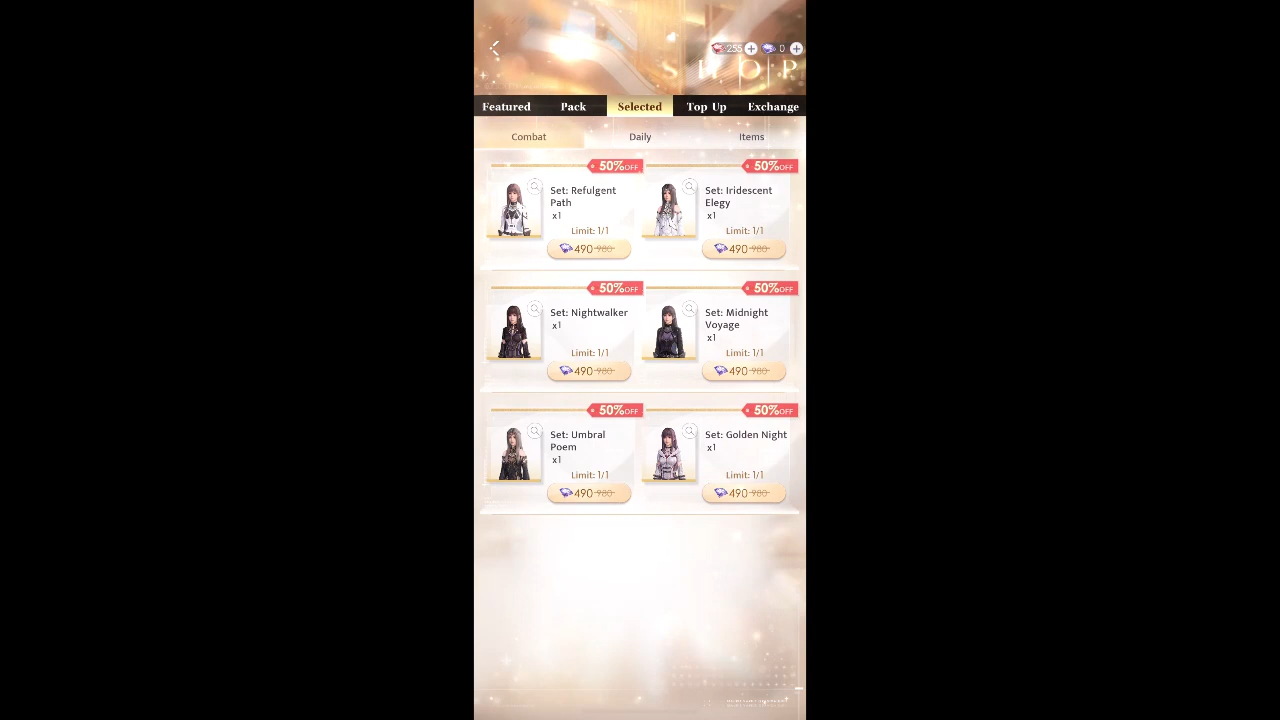 255 0
SHOP
Featured Pack Selected Top Up Exchange
Combat Daily Items
50%OFF 50%OFF
Set: Refulgent
Path
x1
Limit: 1/1
490 980
Set: Iridescent
Elegy
x1
Limit: 1/1
490 980
50%OFF 50%OFF
Set: Nightwalker
x1
Limit: 1/1
490 980
Set: Midnight
Voyage
x1
Limit: 1/1
490 980
50%OFF 50%OFF
Set: Umbral
Poem
x1
Limit: 1/1
490 980
Set: Golden Night
x1
Limit: 1/1
490 980